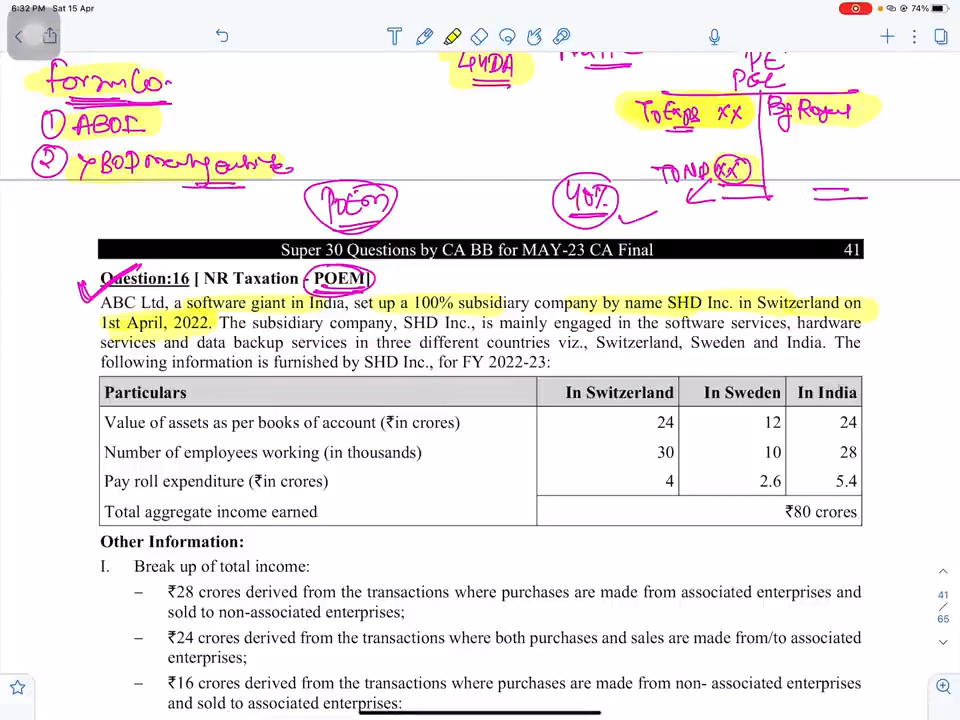 6:32 PM Sat 15 Apr
74%
PE
Form Co.
① ABOI
To Exps xx
② BOD meeting outside
To NP xx
POEM
40%
Super 30 Questions by CA BB for MAY-23 CA Final 41
Question:16 [ NR Taxation - POEM]
ABC Ltd, a software giant in India, set up a 100% subsidiary company by name SHD Inc. in Switzerland on
1st April, 2022. The subsidiary company, SHD Inc., is mainly engaged in the software services, hardware
services and data backup services in three different countries viz., Switzerland, Sweden and India. The
following information is furnished by SHD Inc., for FY 2022-23:
Particulars In Switzerland In Sweden In India
Value of assets as per books of account (₹in crores) 24 12 24
Number of employees working (in thousands) 30 10 28
Pay roll expenditure (₹in crores) 4 2.6 5.4
Total aggregate income earned ₹80 crores
Other Information:
I. Break up of total income:
– ₹28 crores derived from the transactions where purchases are made from associated enterprises and
sold to non-associated enterprises;
– ₹24 crores derived from the transactions where both purchases and sales are made from/to associated
enterprises;
– ₹16 crores derived from the transactions where purchases are made from non- associated enterprises
and sold to associated enterprises;
41
/
65